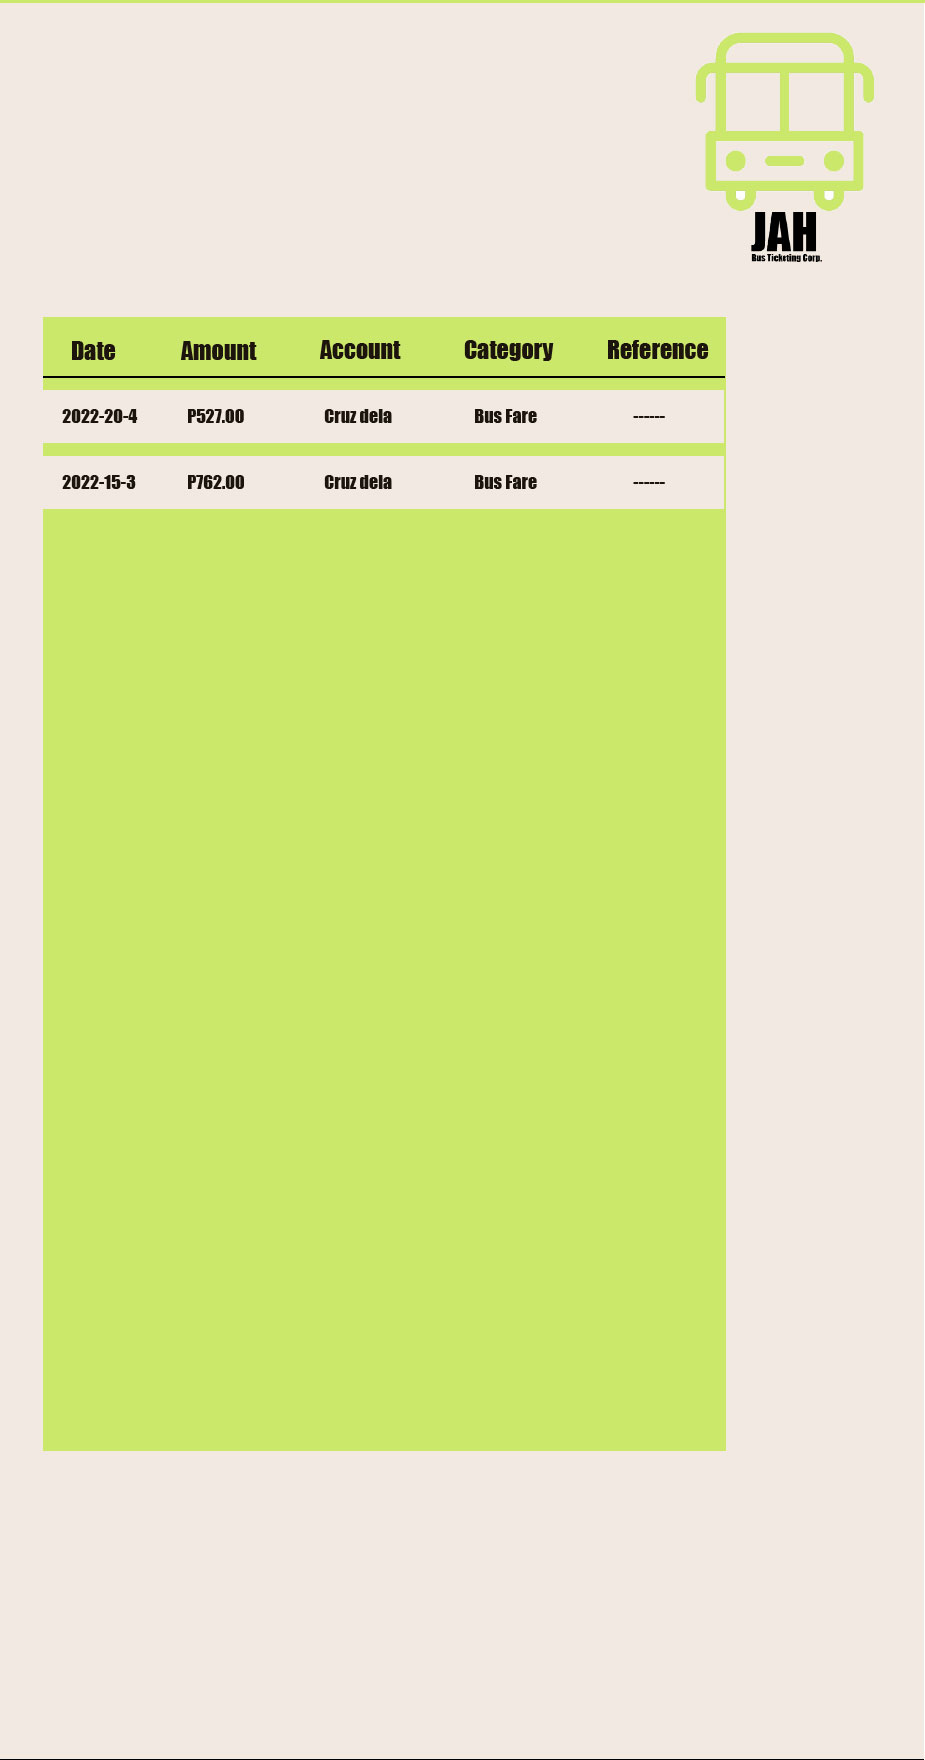 JAH
Bus Ticketing Corp.
Date Amount Account Category Reference
2022-20-4 P527.00 Cruz dela Bus Fare ------
2022-15-3 P762.00 Cruz dela Bus Fare ------